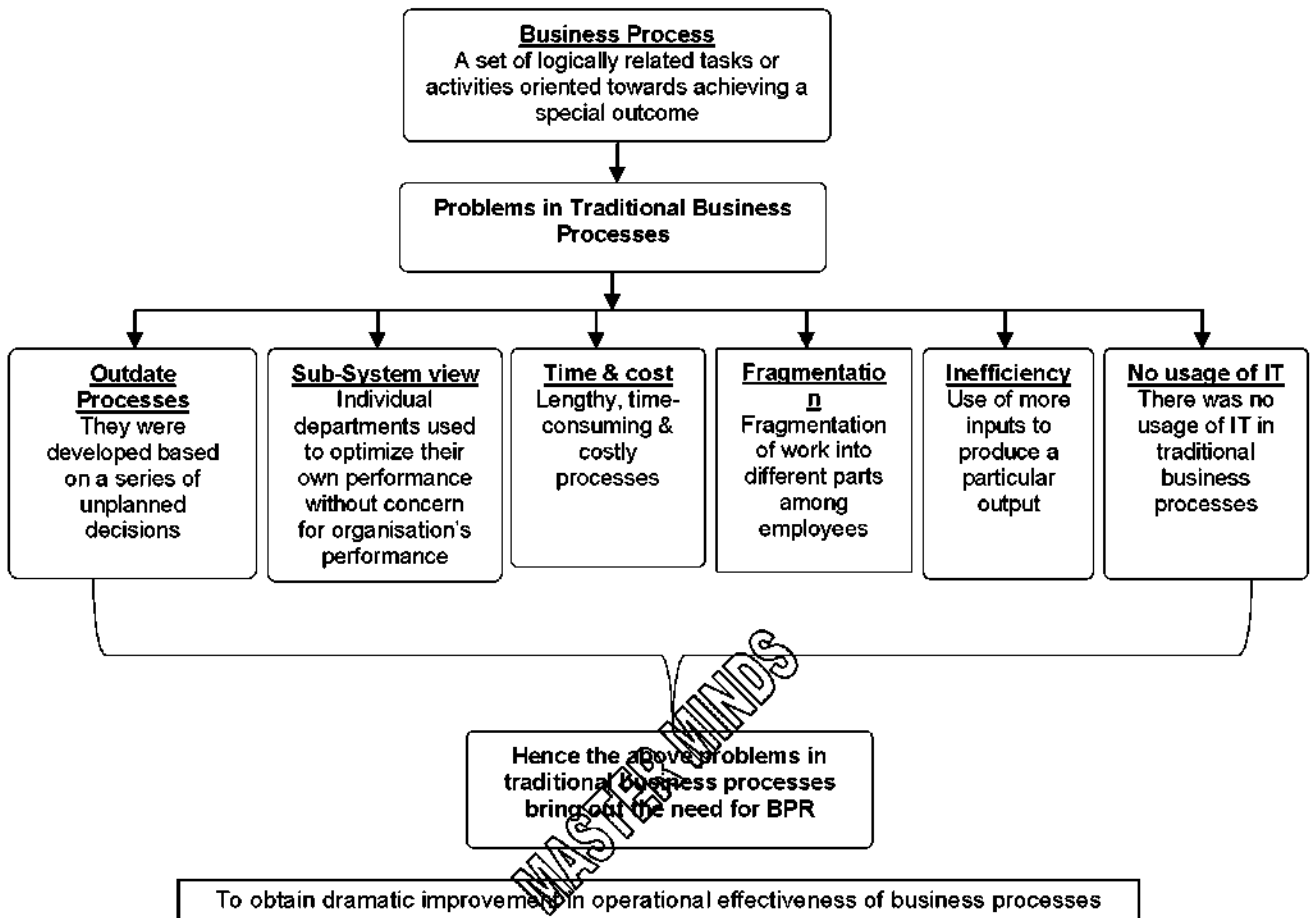 Business Process
A set of logically related tasks or
activities oriented towards achieving a
special outcome
Problems in Traditional Business
Processes
Outdate
Processes
They were
developed based
on a series of
unplanned
decisions
Sub-System view
Individual
departments used
to optimize their
own performance
without concern
for organisation's
performance
Time & cost
Lengthy, time-
consuming &
costly
processes
Fragmentatio
n
Fragmentation
of work into
different parts
among
employees
Inefficiency
Use of more
inputs to
produce a
particular
output
No usage of IT
There was no
usage of IT in
traditional
business
processes
Hence the above problems in
traditional business processes
bring out the need for BPR
MASTER MINDS
To obtain dramatic improvement in operational effectiveness of business processes